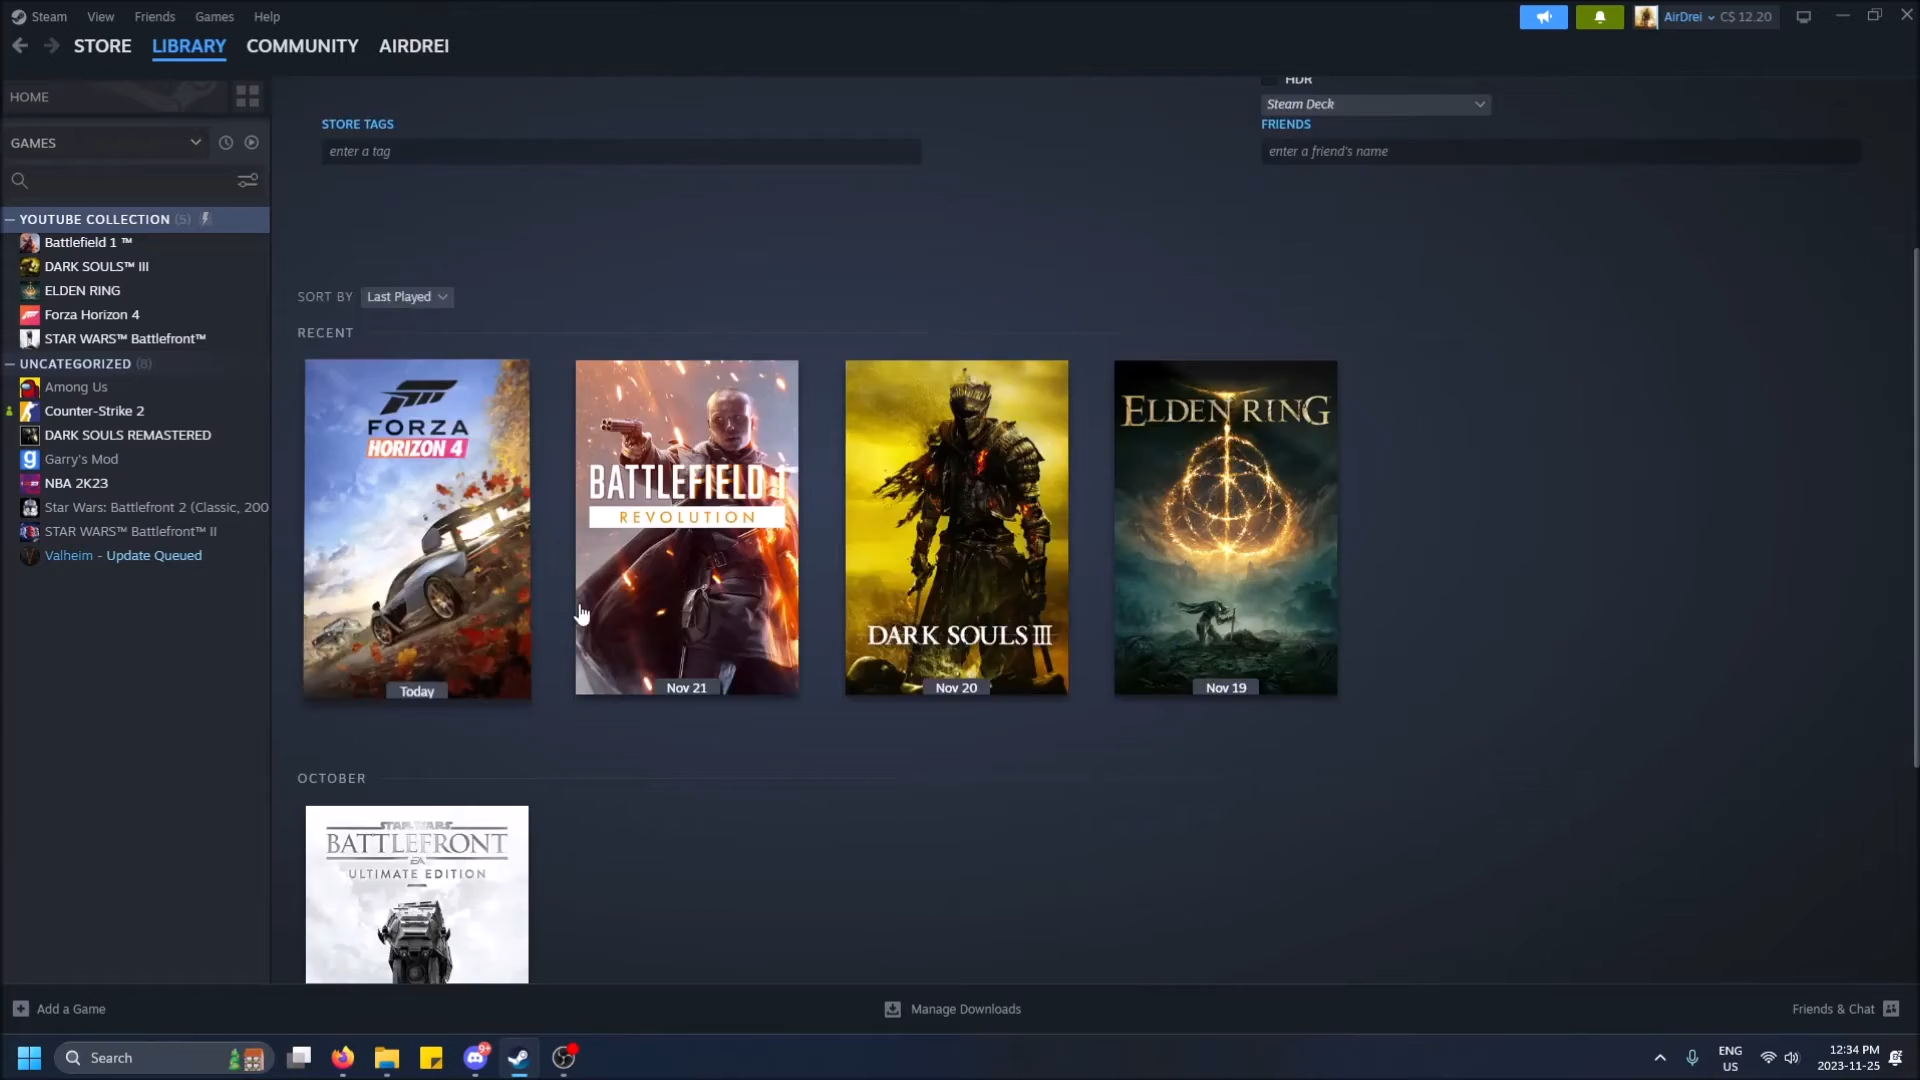 Steam View Friends Games Help
AirDrei C$ 12.20
STORE LIBRARY COMMUNITY AIRDREI
HOME
GAMES
YOUTUBE COLLECTION (5)
Battlefield 1 ™
DARK SOULS™ III
ELDEN RING
Forza Horizon 4
STAR WARS™ Battlefront™
UNCATEGORIZED (8)
Among Us
Counter-Strike 2
DARK SOULS REMASTERED
Garry's Mod
NBA 2K23
Star Wars: Battlefront 2 (Classic, 200
STAR WARS™ Battlefront™ II
Valheim - Update Queued
HDR
Steam Deck
STORE TAGS
enter a tag
FRIENDS
enter a friend's name
SORT BY Last Played
RECENT
FORZA
HORIZON 4
Today
BATTLEFIELD 1
REVOLUTION
Nov 21
DARK SOULS III
Nov 20
ELDEN RING
Nov 19
OCTOBER
STAR WARS
BATTLEFRONT
EA
ULTIMATE EDITION
Add a Game
Manage Downloads
Friends & Chat
Search
9+
ENG
US
12:34 PM
2023-11-25